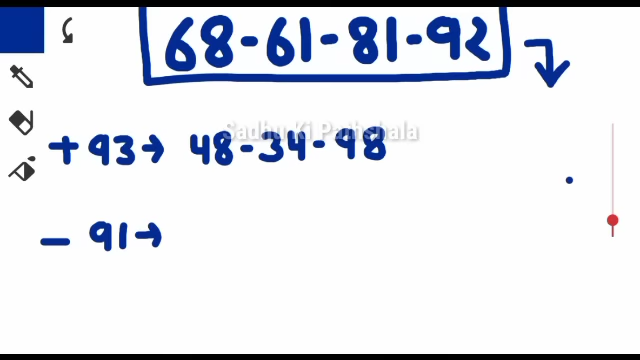 68-61-81-92
Sadhu Ki Pathshala
+ 93→ 48-34-98
- 91→